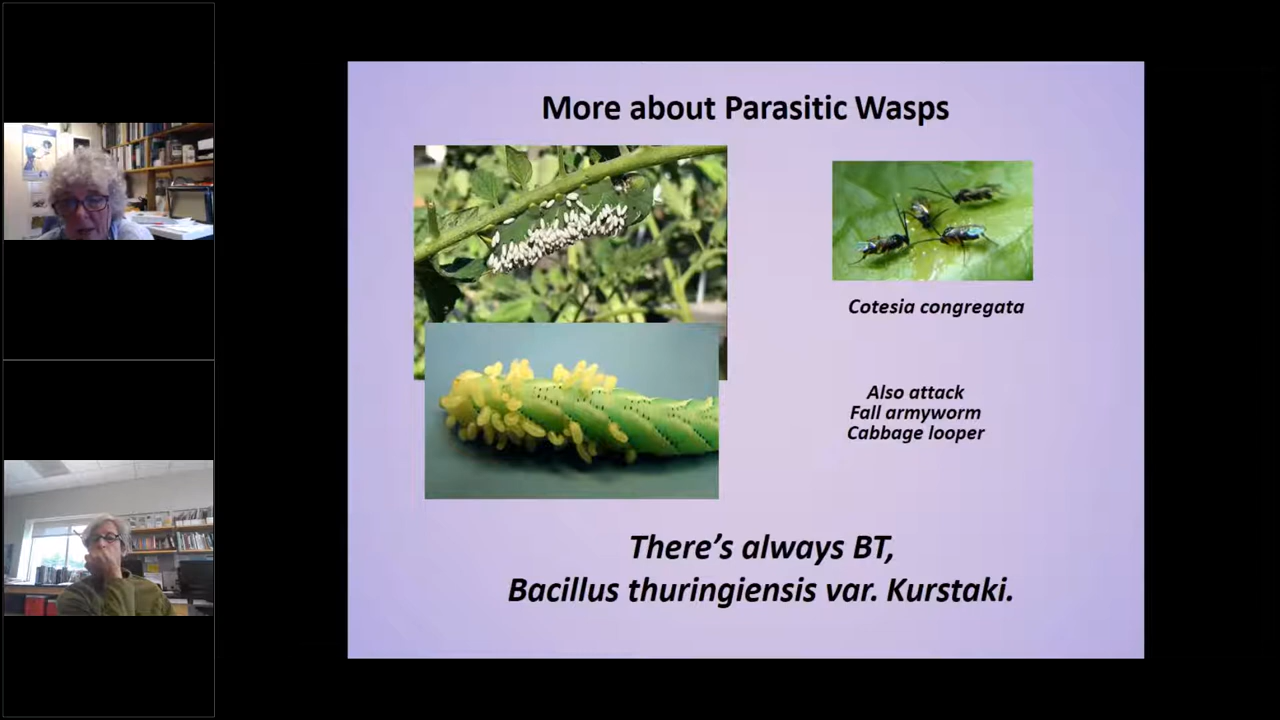 More about Parasitic Wasps
Cotesia congregata
Also attack
Fall armyworm
Cabbage looper
There's always BT,
Bacillus thuringiensis var. Kurstaki.